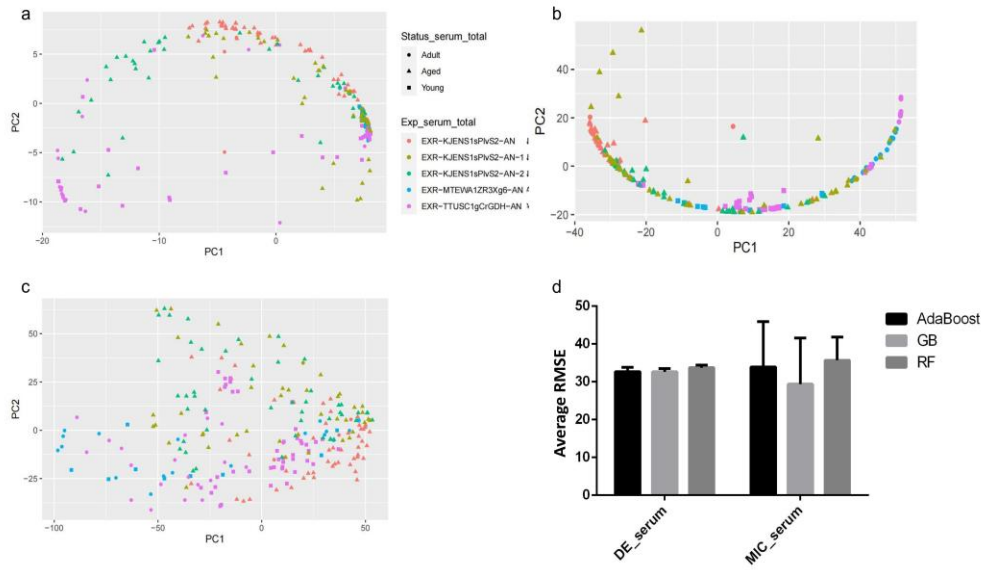 a
5
0
−5
−10
PC2
−20
−10
0
PC1
Status_serum_total
Adult
Aged
Young
Exp_serum_total
EXR−KJENS1sPlvS2−AN
EXR−KJENS1sPlvS2−AN−1
EXR−KJENS1sPlvS2−AN−2
EXR−MTEWA1ZR3Xg6−AN
EXR−TTUSC1gCrGDH−AN
b
40
20
0
−20
PC2
−40
−20
0
20
40
PC1
c
50
25
0
−25
PC2
−100
−50
0
50
PC1
d
50
40
30
20
10
0
Average RMSE
DE_serum
MIC_serum
AdaBoost
GB
RF